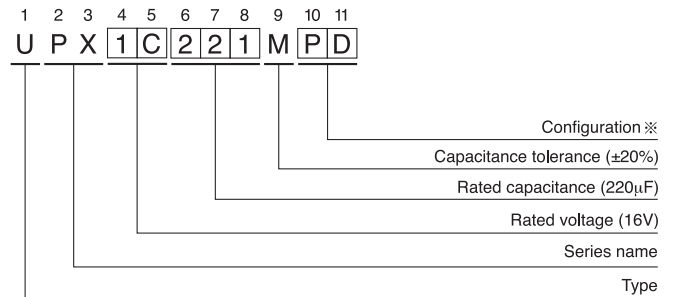 1 2 3 4 5 6 7 8 9 10 11
U P X 1 C 2 2 1 M P D
Configuration ※
Capacitance tolerance (±20%)
Rated capacitance (220µF)
Rated voltage (16V)
Series name
Type